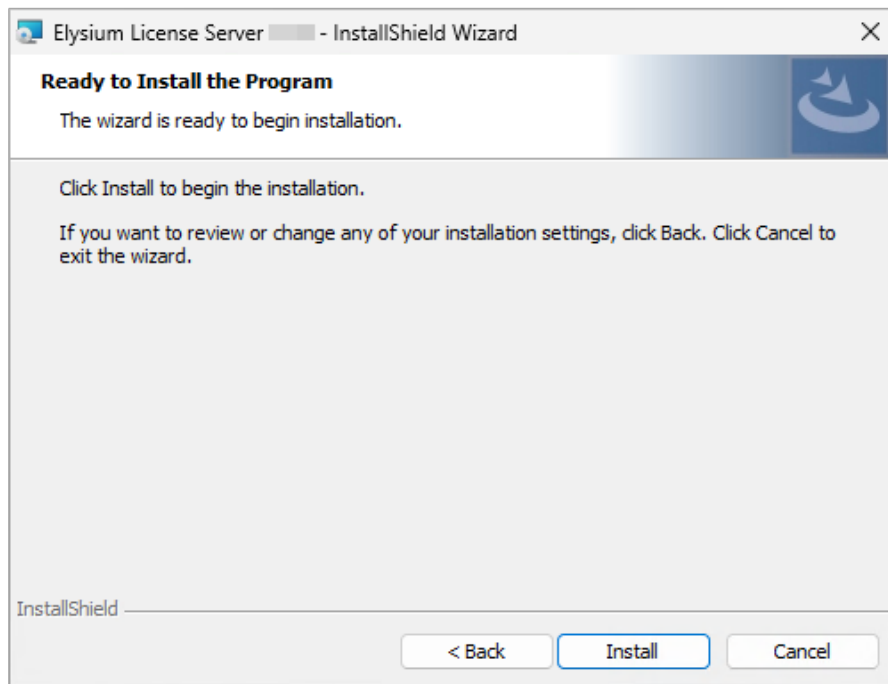 Elysium License Server - InstallShield Wizard
Ready to Install the Program
The wizard is ready to begin installation.
Click Install to begin the installation.
If you want to review or change any of your installation settings, click Back. Click Cancel to
exit the wizard.
InstallShield
< Back Install Cancel